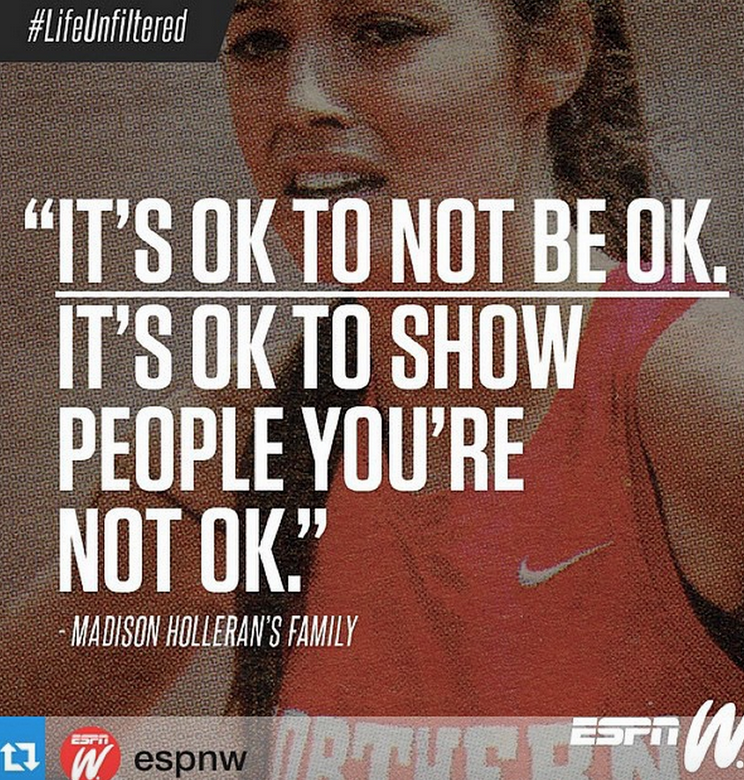 #LifeUnfiltered
“IT’S OK TO NOT BE OK.
IT’S OK TO SHOW
PEOPLE YOU’RE
NOT OK.”
- MADISON HOLLERAN’S FAMILY
ESPN W.
ESPN W. espnw